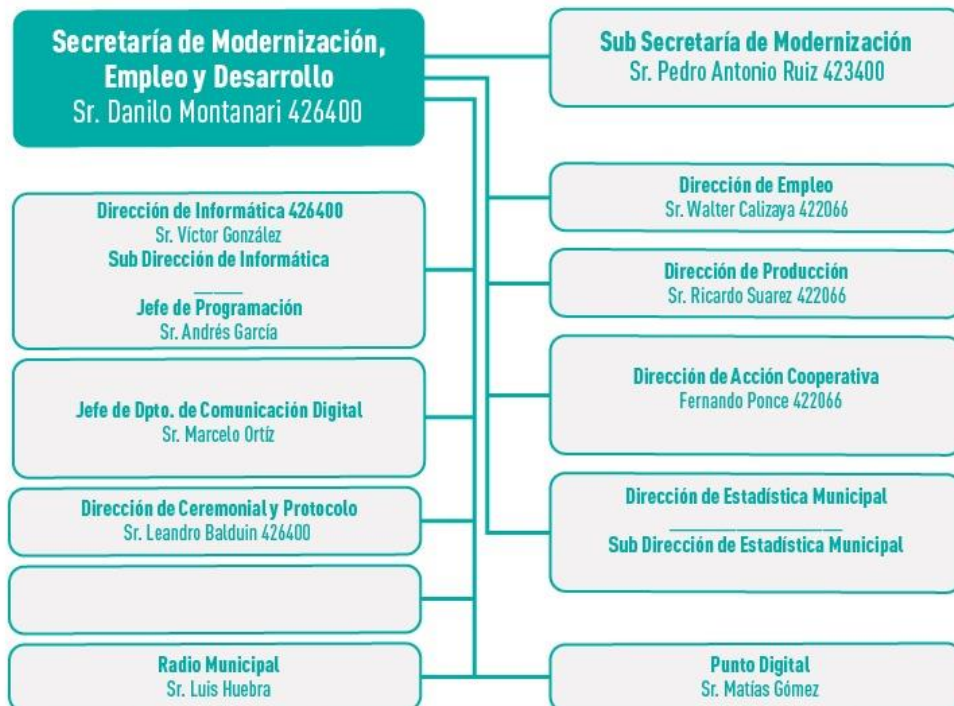 Secretaría de Modernización,
Empleo y Desarrollo
Sr. Danilo Montanari 426400
Sub Secretaría de Modernización
Sr. Pedro Antonio Ruiz 423400
Dirección de Informática 426400
Sr. Víctor González
Sub Dirección de Informática
_____
Jefe de Programación
Sr. Andrés García
Jefe de Dpto. de Comunicación Digital
Sr. Marcelo Ortíz
Dirección de Ceremonial y Protocolo
Sr. Leandro Balduin 426400
Radio Municipal
Sr. Luis Huebra
Dirección de Empleo
Sr. Walter Calizaya 422066
Dirección de Producción
Sr. Ricardo Suarez 422066
Dirección de Acción Cooperativa
Fernando Ponce 422066
Dirección de Estadística Municipal
__________________
Sub Dirección de Estadística Municipal
Punto Digital
Sr. Matías Gómez